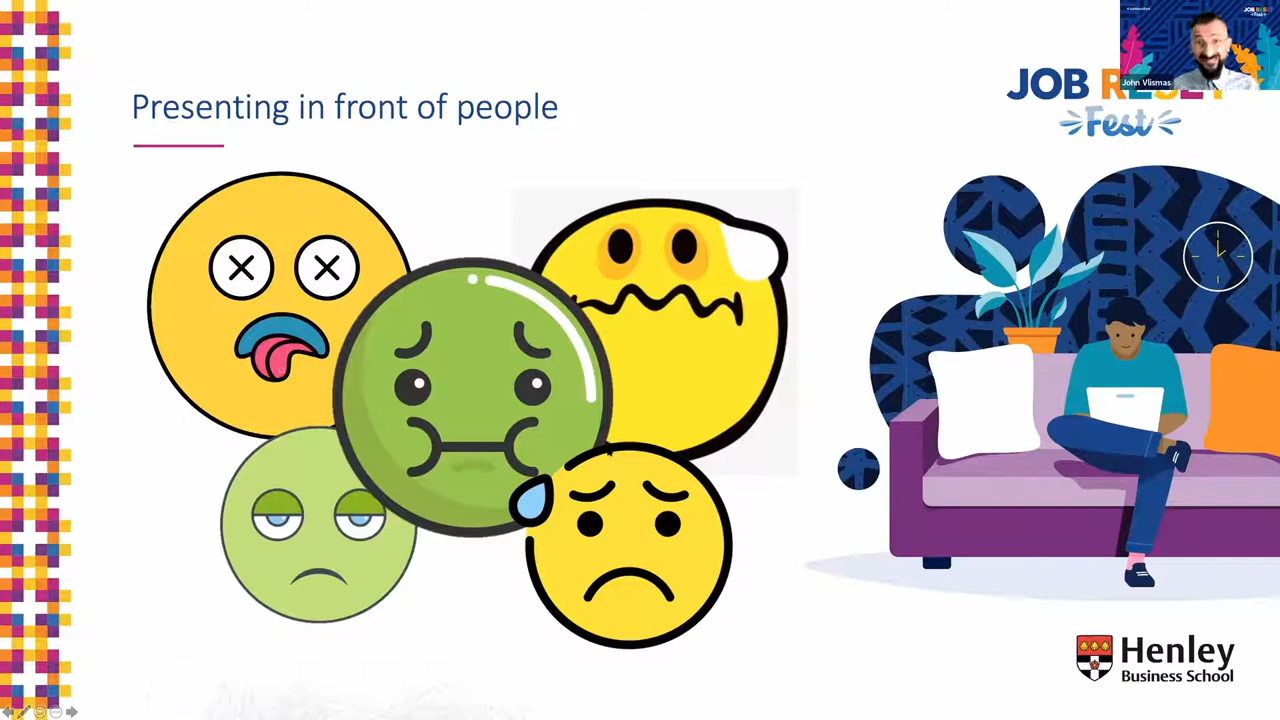 Presenting in front of people
John Vlismas
JOB RESET
Fest
Henley
Business School